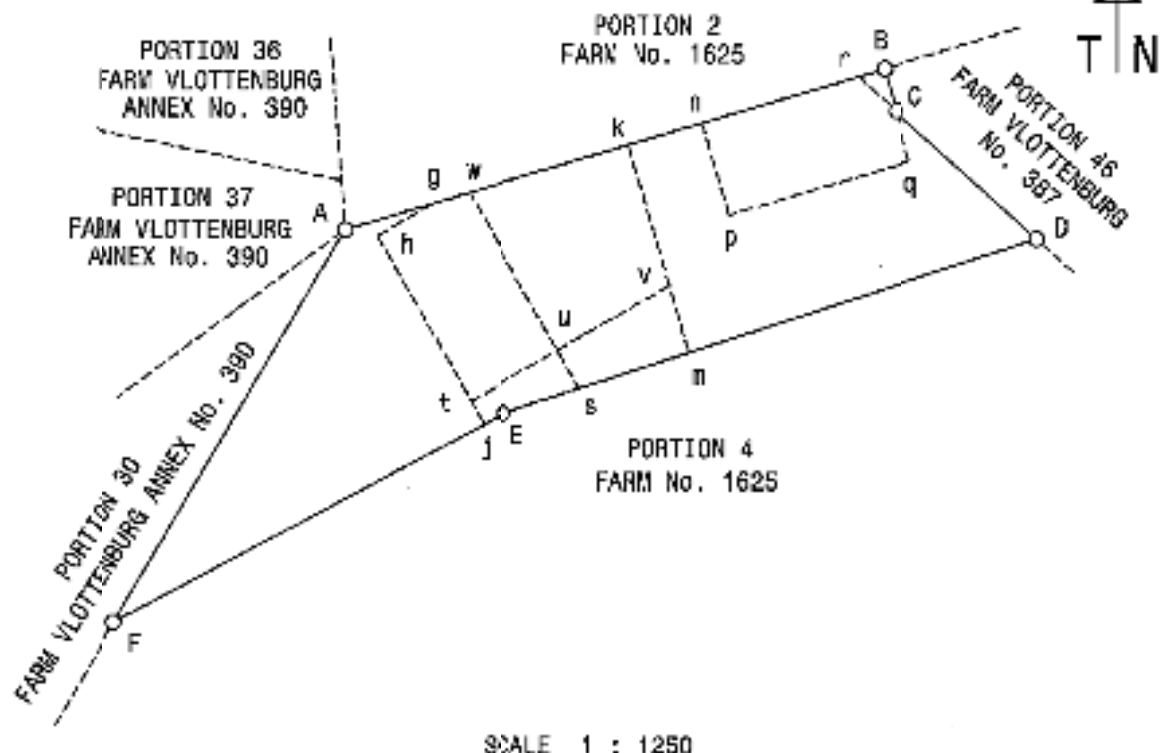 PORTION 2
FARM No. 1625
T N
PORTION 36
FARM VLOTTENBURG
ANNEX No. 390
r
B
C
PORTION 46
FARM VLOTTENBURG
No. 387
n
k
q
g
w
PORTION 37
FARM VLOTTENBURG
ANNEX No. 390
A
h
p
D
v
u
m
t
s
j
E
PORTION 4
FARM No. 1625
PORTION 30
FARM VLOTTENBURG ANNEX No. 390
F
SCALE 1 : 1250